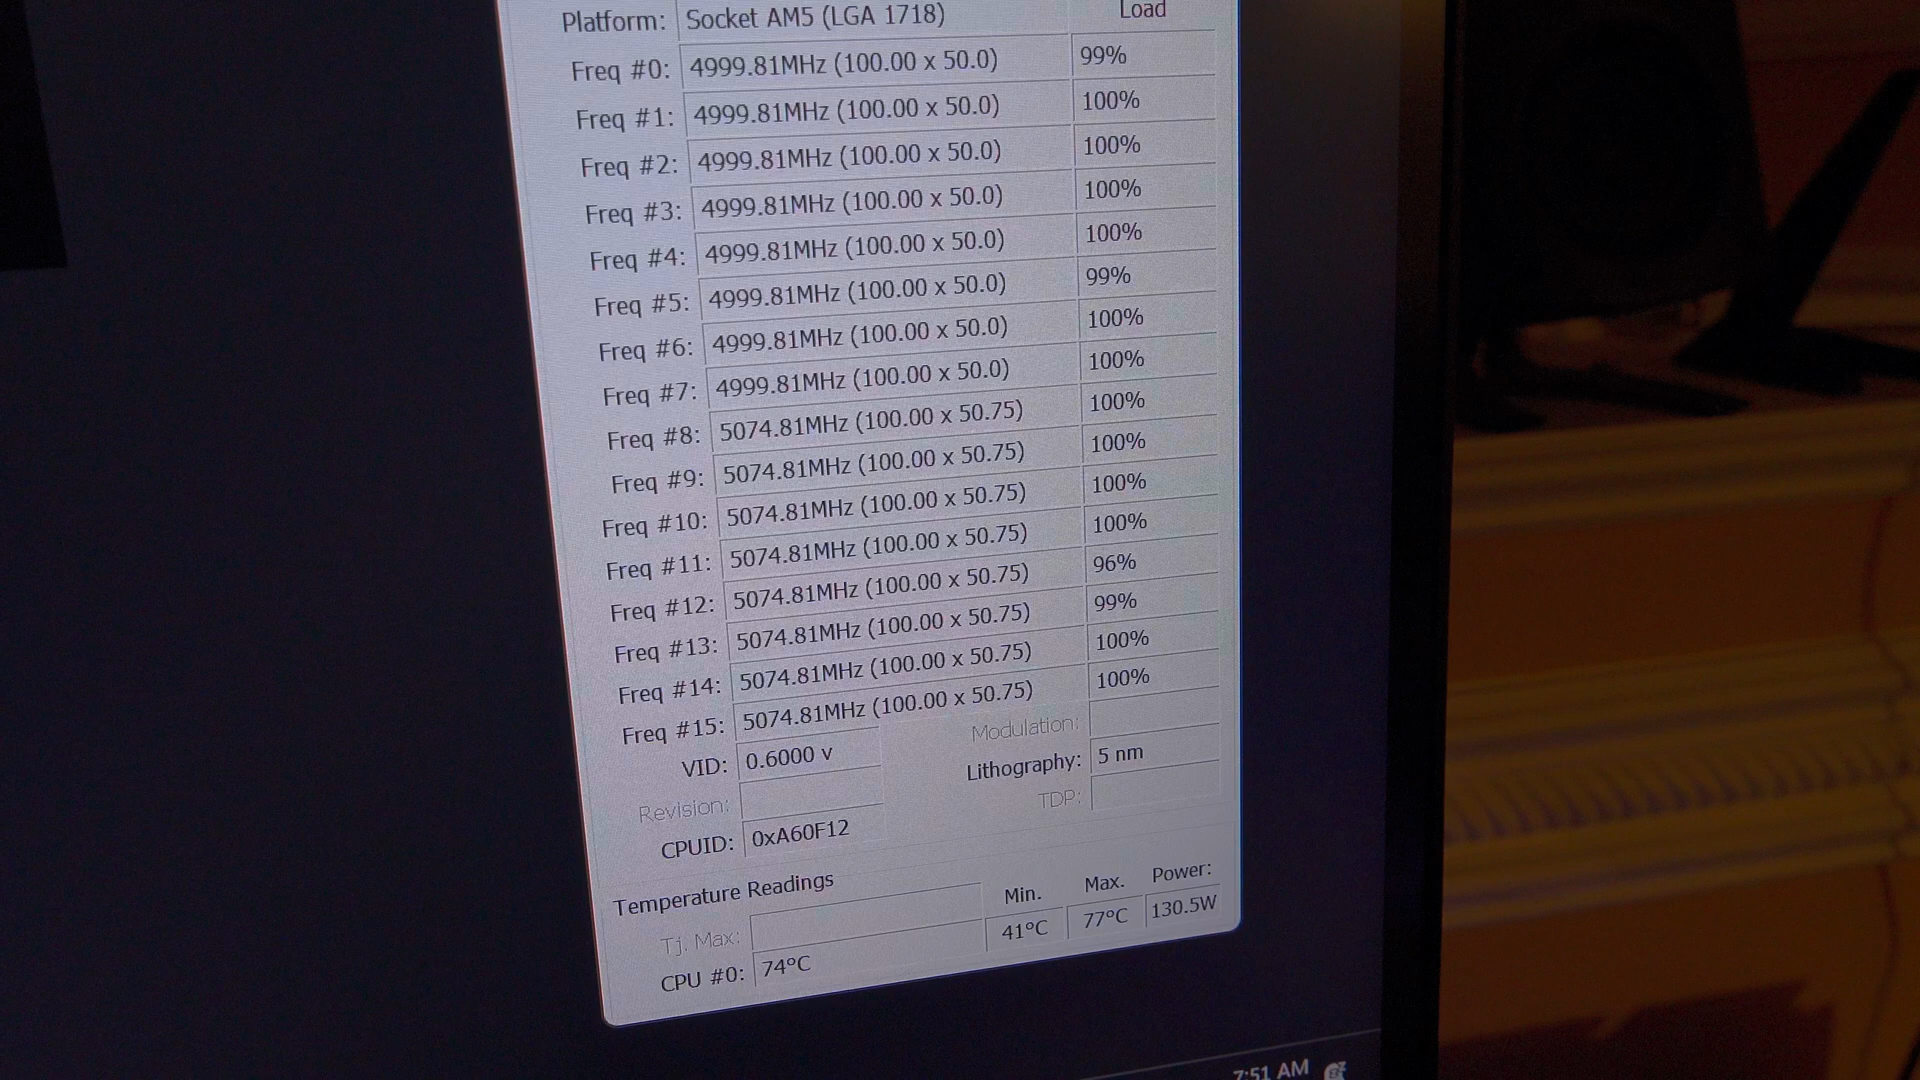 Platform: Socket AM5 (LGA 1718) Load
Freq #0: 4999.81MHz (100.00 x 50.0) 99%
Freq #1: 4999.81MHz (100.00 x 50.0) 100%
Freq #2: 4999.81MHz (100.00 x 50.0) 100%
Freq #3: 4999.81MHz (100.00 x 50.0) 100%
Freq #4: 4999.81MHz (100.00 x 50.0) 100%
Freq #5: 4999.81MHz (100.00 x 50.0) 99%
Freq #6: 4999.81MHz (100.00 x 50.0) 100%
Freq #7: 4999.81MHz (100.00 x 50.0) 100%
Freq #8: 5074.81MHz (100.00 x 50.75) 100%
Freq #9: 5074.81MHz (100.00 x 50.75) 100%
Freq #10: 5074.81MHz (100.00 x 50.75) 100%
Freq #11: 5074.81MHz (100.00 x 50.75) 100%
Freq #12: 5074.81MHz (100.00 x 50.75) 96%
Freq #13: 5074.81MHz (100.00 x 50.75) 99%
Freq #14: 5074.81MHz (100.00 x 50.75) 100%
Freq #15: 5074.81MHz (100.00 x 50.75) 100%
VID: 0.6000 v Modulation:
Revision: Lithography: 5 nm
CPUID: 0xA60F12 TDP:
Temperature Readings
Tj. Max: Min. Max. Power:
CPU #0: 74°C 41°C 77°C 130.5W
7:51 AM